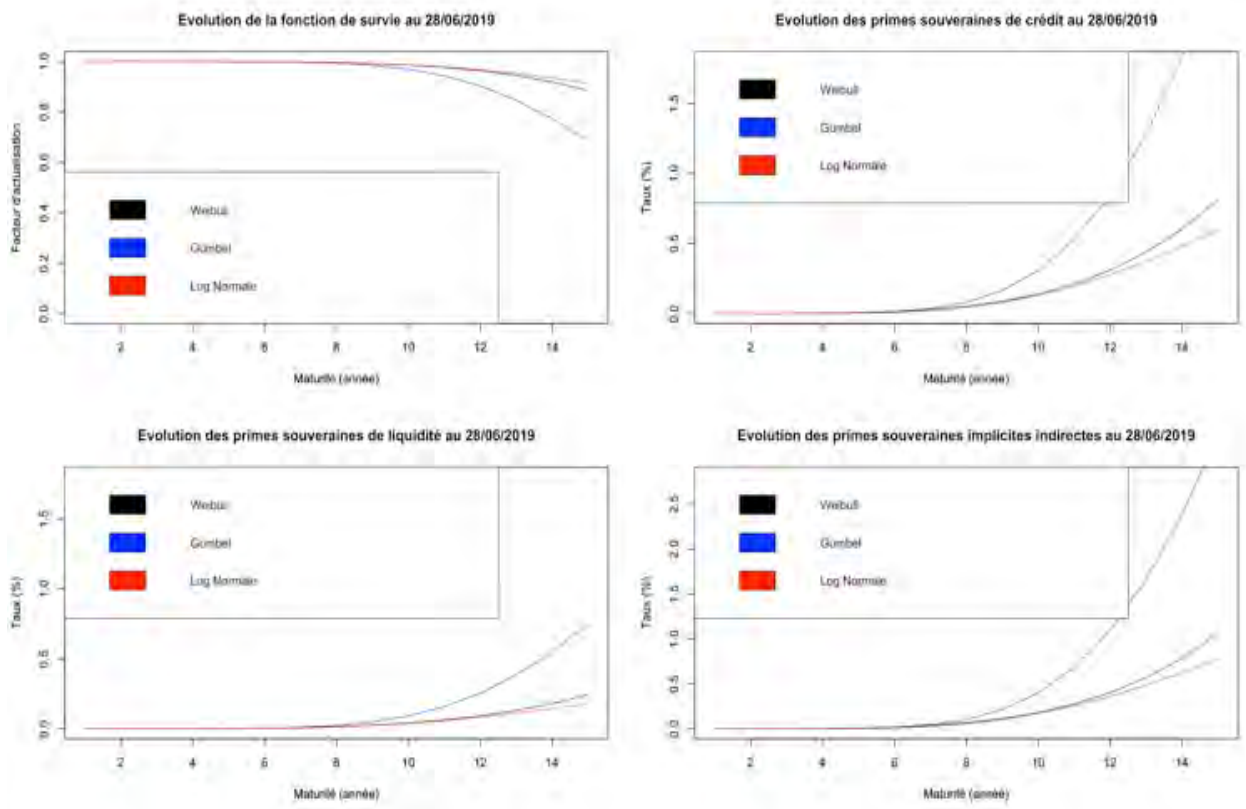 Evolution de la fonction de survie au 28/06/2019
Facteur d'actualisation
1.0
0.8
0.6
0.4
0.2
0.0
Weibull
Gumbel
Log Normale
2 4 6 8 10 12 14
Maturité (année)
Evolution des primes souveraines de crédit au 28/06/2019
Taux (%)
1.5
1.0
0.5
0.0
Weibull
Gumbel
Log Normale
2 4 6 8 10 12 14
Maturité (année)
Evolution des primes souveraines de liquidité au 28/06/2019
Taux (%)
1.5
1.0
0.5
0.0
Weibull
Gumbel
Log Normale
2 4 6 8 10 12 14
Maturité (année)
Evolution des primes souveraines implicites indirectes au 28/06/2019
Taux (%)
2.5
2.0
1.5
1.0
0.5
0.0
Weibull
Gumbel
Log Normale
2 4 6 8 10 12 14
Maturité (année)